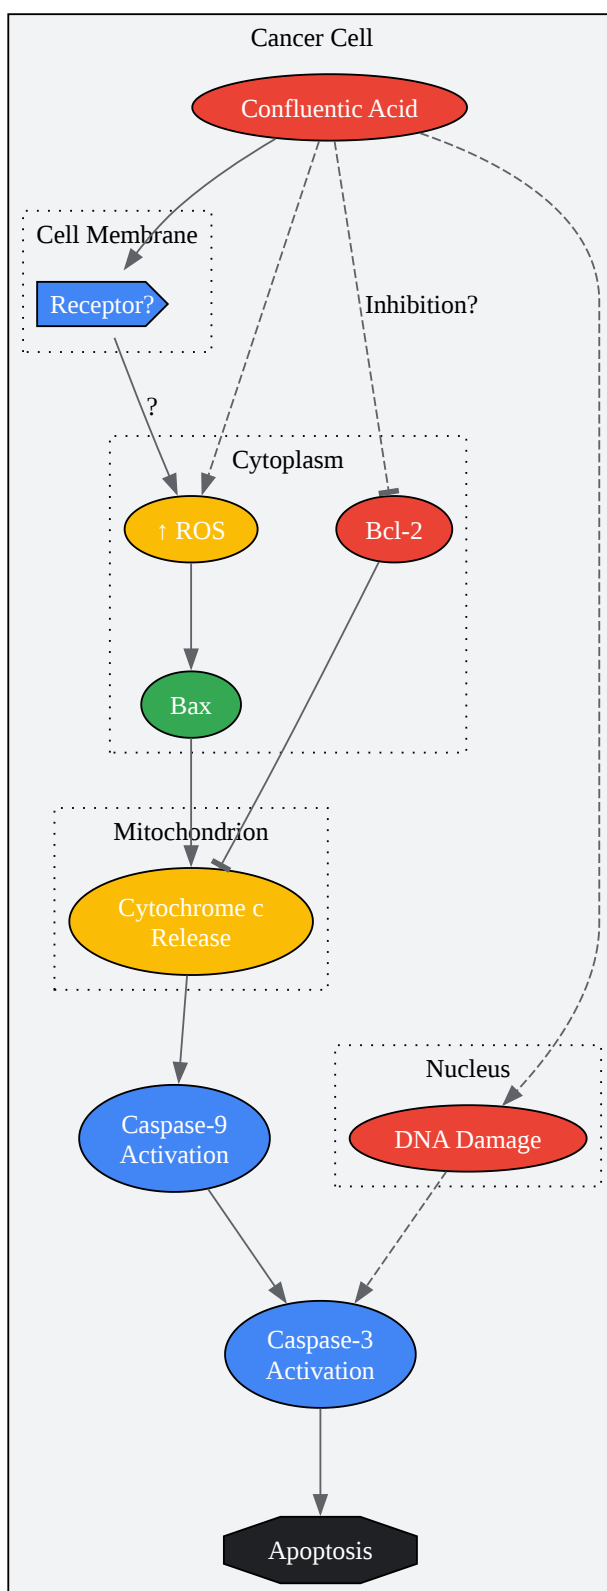 Cancer Cell
Confluentic Acid
Cell Membrane
Receptor?
Inhibition?
?
Cytoplasm
↑ ROS
Bcl-2
Bax
Mitochondrion
Cytochrome c
Release
Nucleus
Caspase-9
Activation
DNA Damage
Caspase-3
Activation
Apoptosis